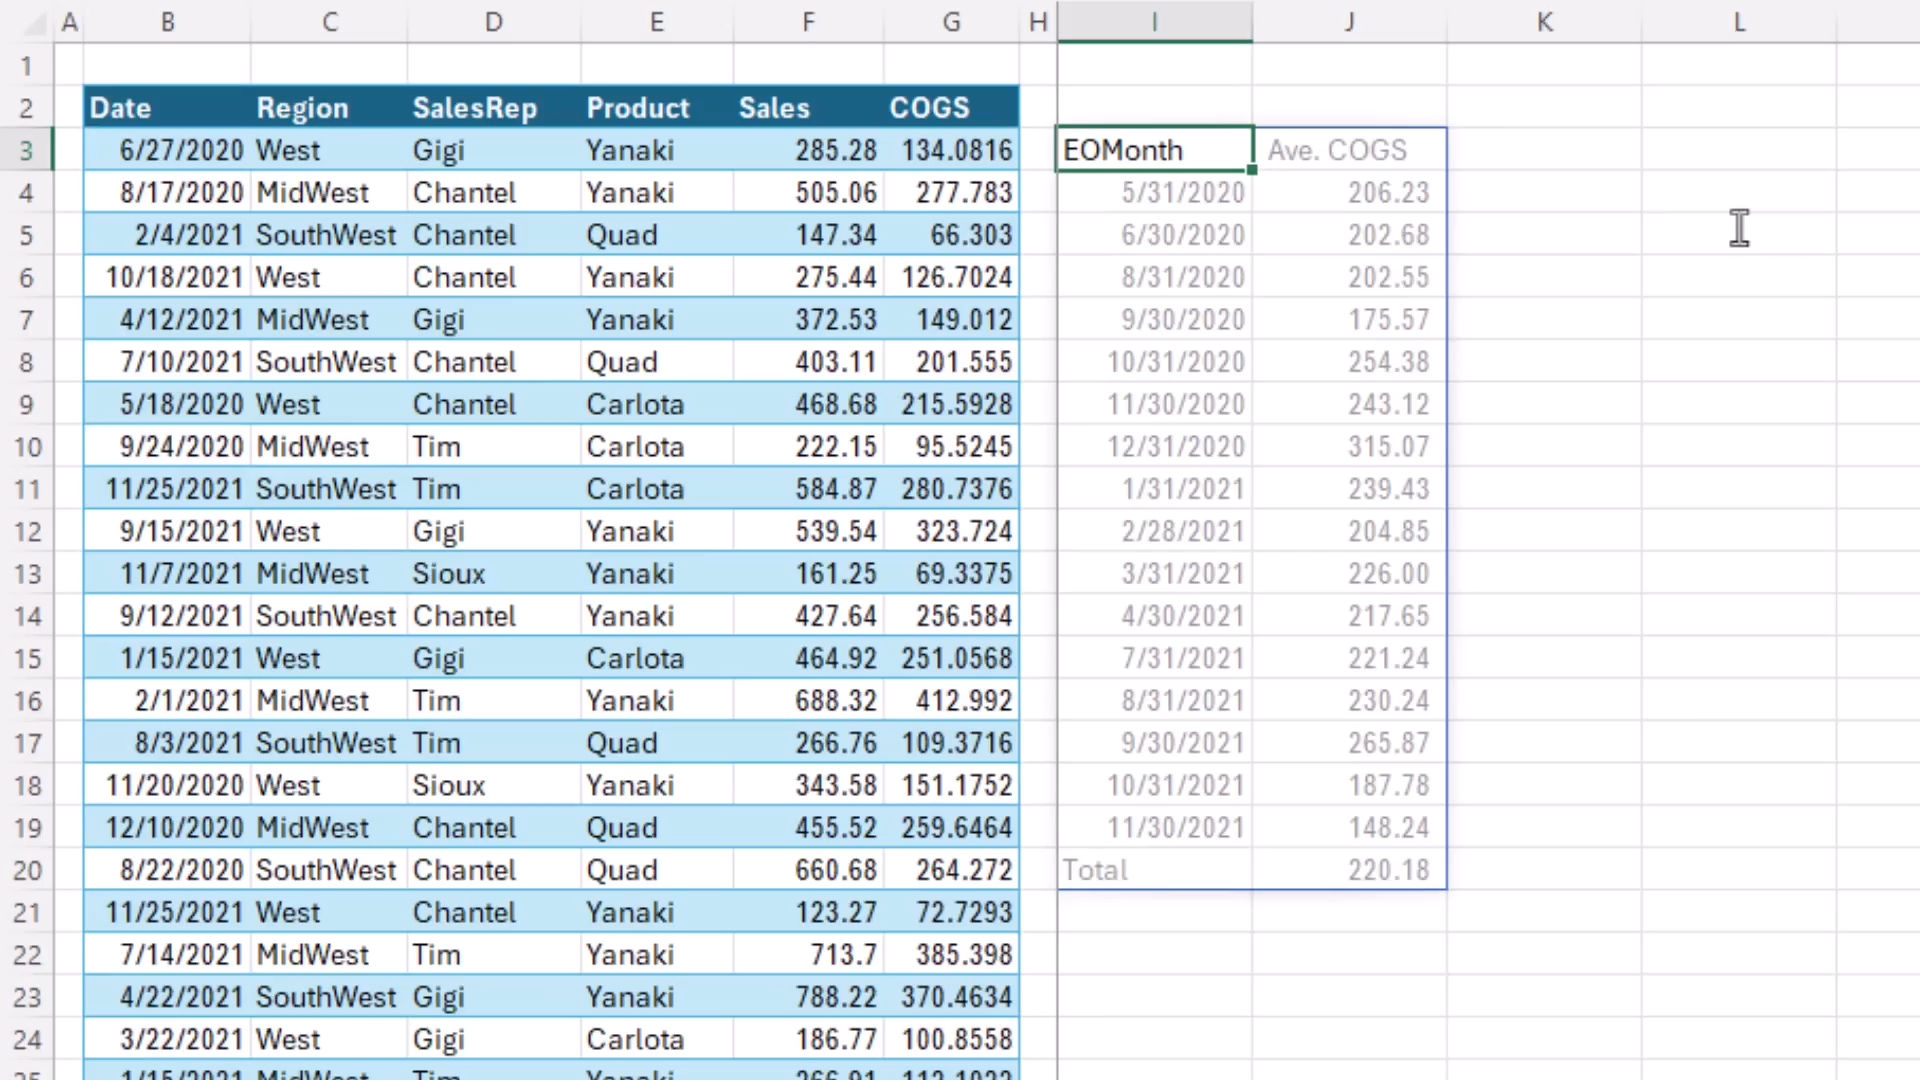 A B C D E F G H I J K L
1
2 Date Region SalesRep Product Sales COGS
3 6/27/2020 West Gigi Yanaki 285.28 134.0816 EOMonth Ave. COGS
4 8/17/2020 MidWest Chantel Yanaki 505.06 277.783 5/31/2020 206.23
5 2/4/2021 SouthWest Chantel Quad 147.34 66.303 6/30/2020 202.68
6 10/18/2021 West Chantel Yanaki 275.44 126.7024 8/31/2020 202.55
7 4/12/2021 MidWest Gigi Yanaki 372.53 149.012 9/30/2020 175.57
8 7/10/2021 SouthWest Chantel Quad 403.11 201.555 10/31/2020 254.38
9 5/18/2020 West Chantel Carlota 468.68 215.5928 11/30/2020 243.12
10 9/24/2020 MidWest Tim Carlota 222.15 95.5245 12/31/2020 315.07
11 11/25/2021 SouthWest Tim Carlota 584.87 280.7376 1/31/2021 239.43
12 9/15/2021 West Gigi Yanaki 539.54 323.724 2/28/2021 204.85
13 11/7/2021 MidWest Sioux Yanaki 161.25 69.3375 3/31/2021 226.00
14 9/12/2021 SouthWest Chantel Yanaki 427.64 256.584 4/30/2021 217.65
15 1/15/2021 West Gigi Carlota 464.92 251.0568 7/31/2021 221.24
16 2/1/2021 MidWest Tim Yanaki 688.32 412.992 8/31/2021 230.24
17 8/3/2021 SouthWest Tim Quad 266.76 109.3716 9/30/2021 265.87
18 11/20/2020 West Sioux Yanaki 343.58 151.1752 10/31/2021 187.78
19 12/10/2020 MidWest Chantel Quad 455.52 259.6464 11/30/2021 148.24
20 8/22/2020 SouthWest Chantel Quad 660.68 264.272 Total 220.18
21 11/25/2021 West Chantel Yanaki 123.27 72.7293
22 7/14/2021 MidWest Tim Yanaki 713.7 385.398
23 4/22/2021 SouthWest Gigi Yanaki 788.22 370.4634
24 3/22/2021 West Gigi Carlota 186.77 100.8558
25 1/15/2021 MidWest Tim Yanaki